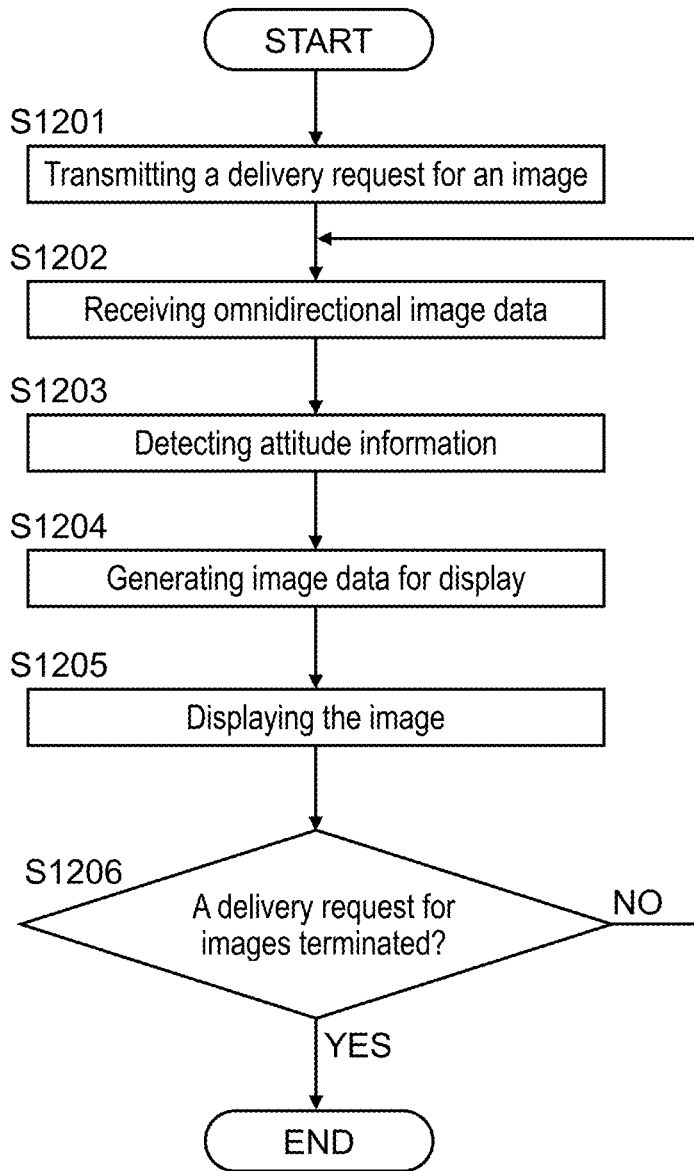 START
S1201
Transmitting a delivery request for an image
S1202
Receiving omnidirectional image data
S1203
Detecting attitude information
S1204
Generating image data for display
S1205
Displaying the image
S1206
A delivery request for
images terminated?
NO
YES
END